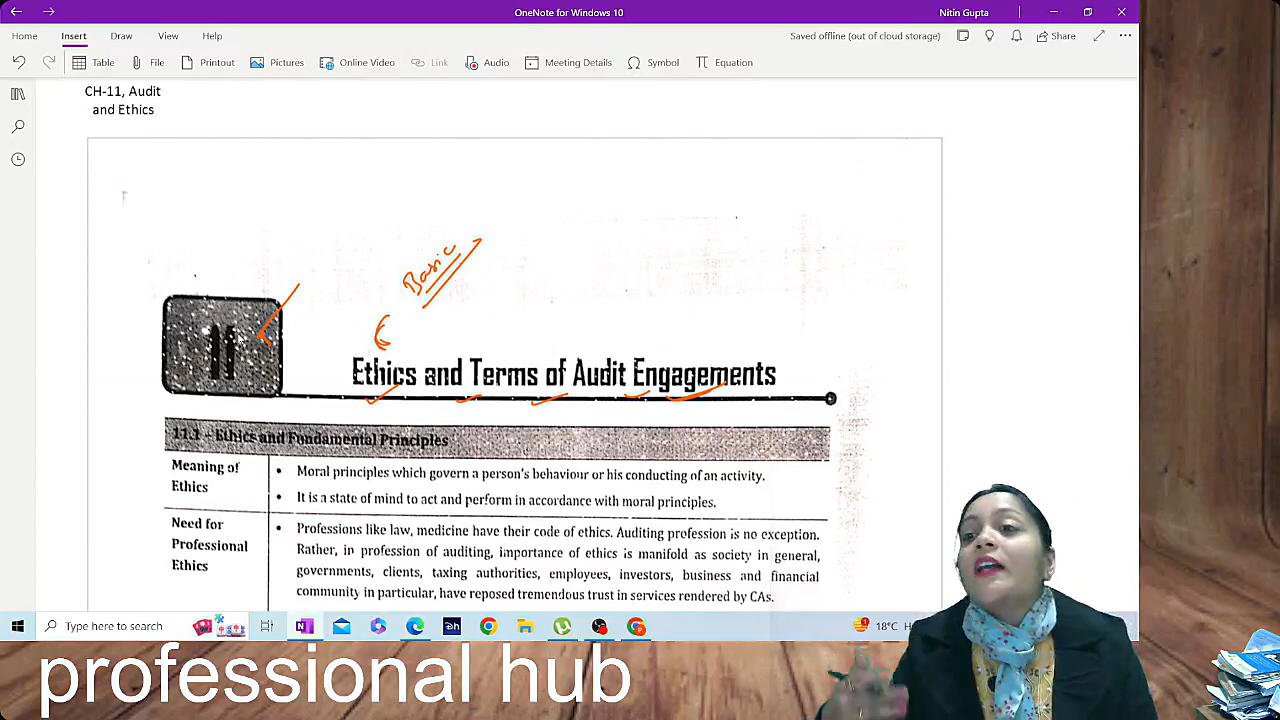 OneNote for Windows 10
Nitin Gupta
Home Insert Draw View Help
Saved offline (out of cloud storage)
Share
Table File Printout Pictures Online Video Link Audio Meeting Details Symbol Equation
CH-11, Audit
and Ethics
Basic
11
Ethics and Terms of Audit Engagements
11.1 – Ethics and Fundamental Principles
Meaning of
Ethics
• Moral principles which govern a person's behaviour or his conducting of an activity.
• It is a state of mind to act and perform in accordance with moral principles.
Need for
Professional
Ethics
• Professions like law, medicine have their code of ethics. Auditing profession is no exception.
Rather, in profession of auditing, importance of ethics is manifold as society in general,
governments, clients, taxing authorities, employees, investors, business and financial
community in particular, have reposed tremendous trust in services rendered by CAs.
Type here to search
18°C
professional hub